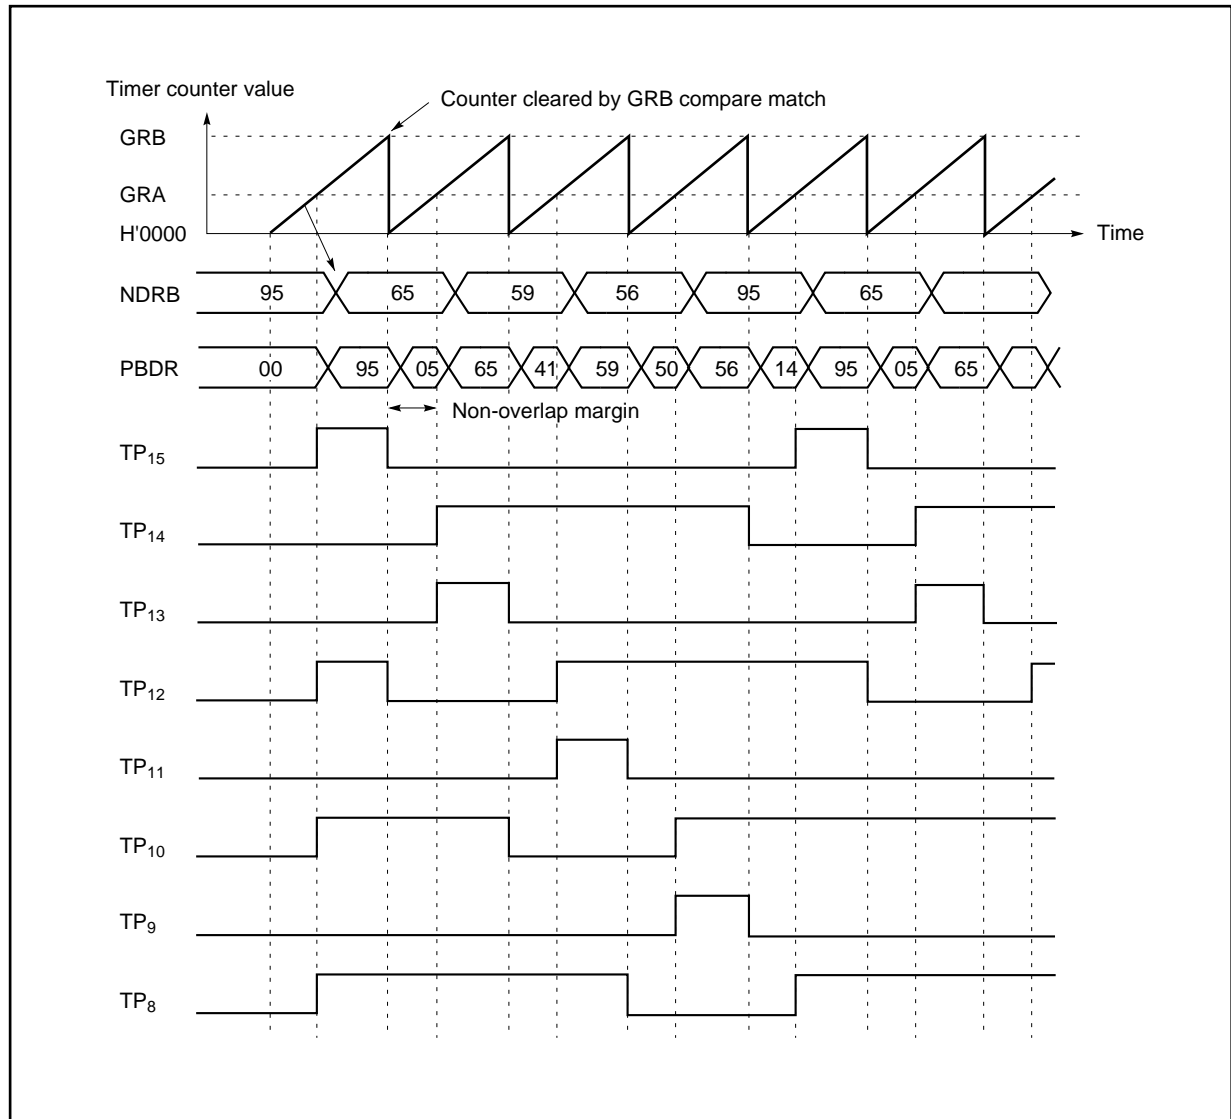 Timer counter value
Counter cleared by GRB compare match
GRB
GRA
H'0000
Time
NDRB 95 65 59 56 95 65
PBDR 00 95 05 65 41 59 50 56 14 95 05 65
Non-overlap margin
TP15
TP14
TP13
TP12
TP11
TP10
TP9
TP8